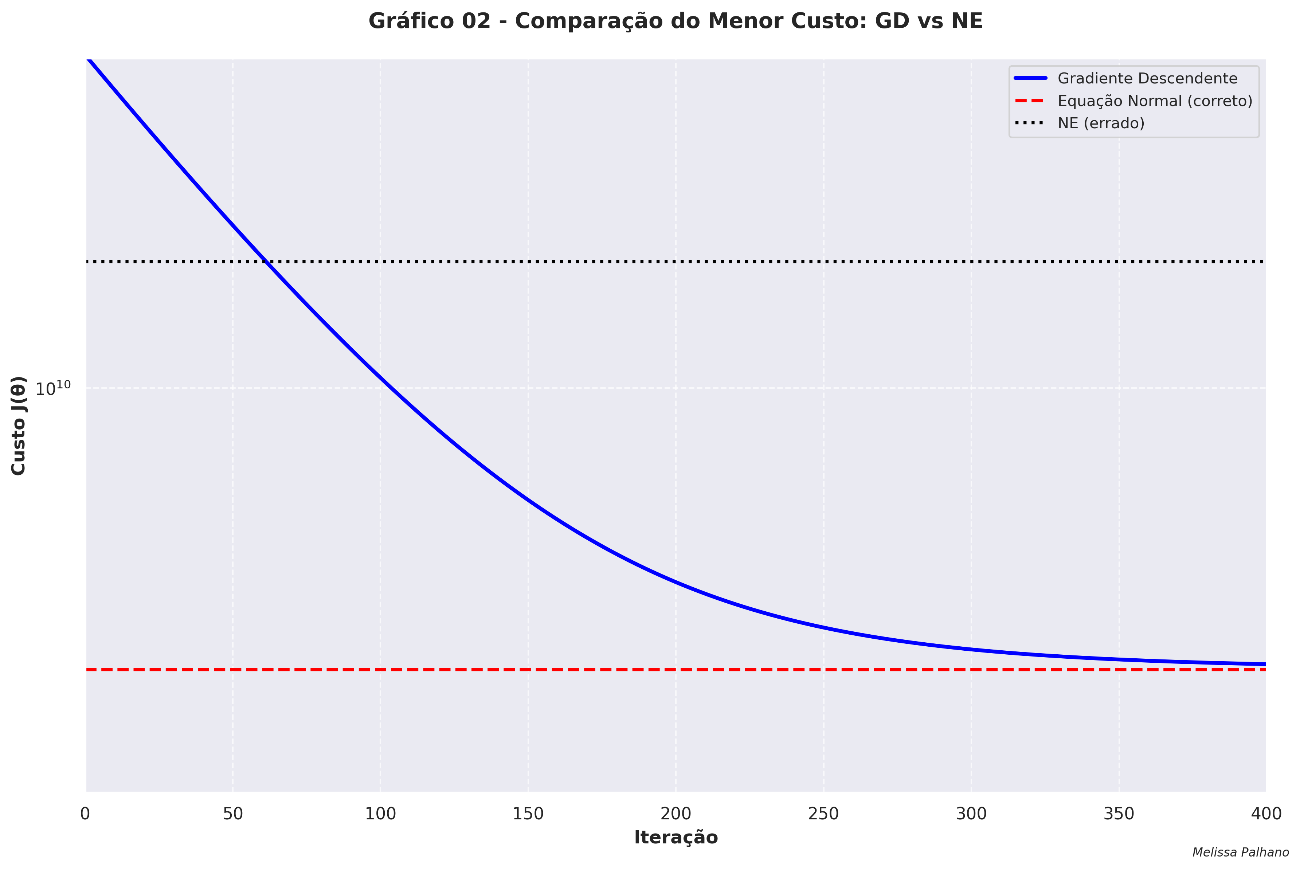 Gráfico 02 - Comparação do Menor Custo: GD vs NE
Gradiente Descendente
Equação Normal (correto)
NE (errado)
Custo J(θ)
10¹⁰
0 50 100 150 200 250 300 350 400
Iteração
Melissa Palhano